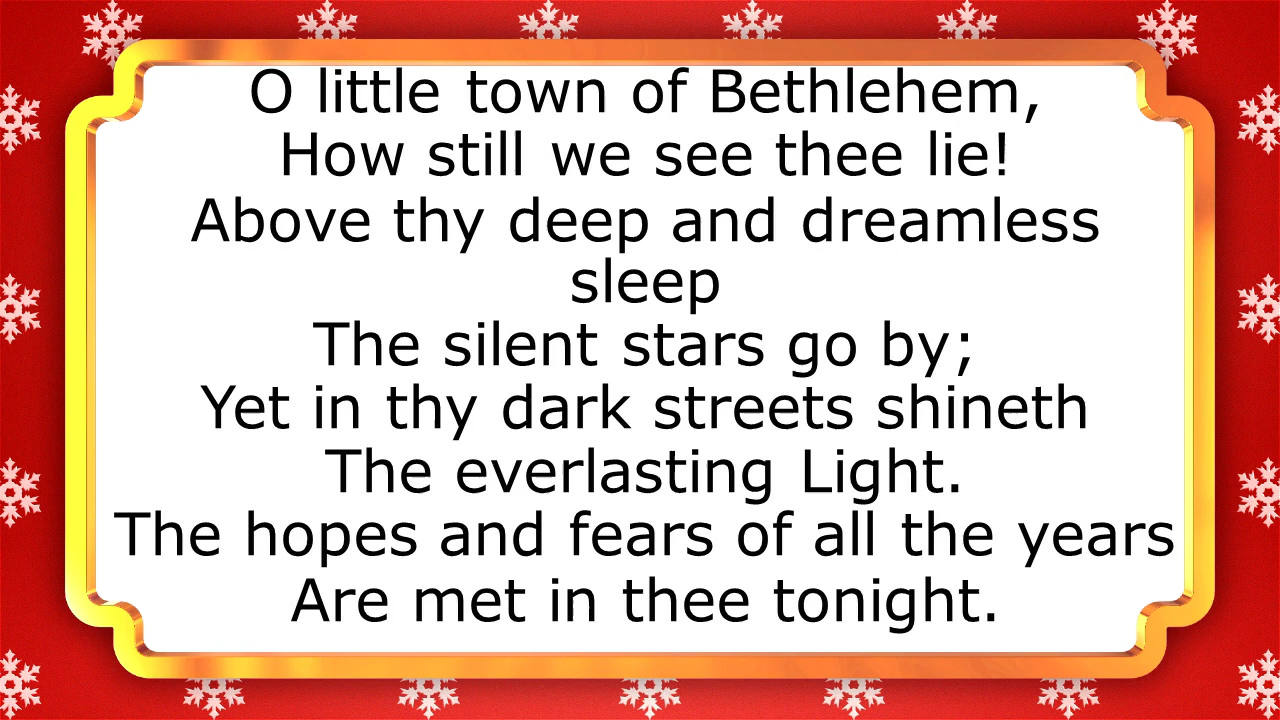 O little town of Bethlehem,
How still we see thee lie!
Above thy deep and dreamless
sleep
The silent stars go by;
Yet in thy dark streets shineth
The everlasting Light.
The hopes and fears of all the years
Are met in thee tonight.